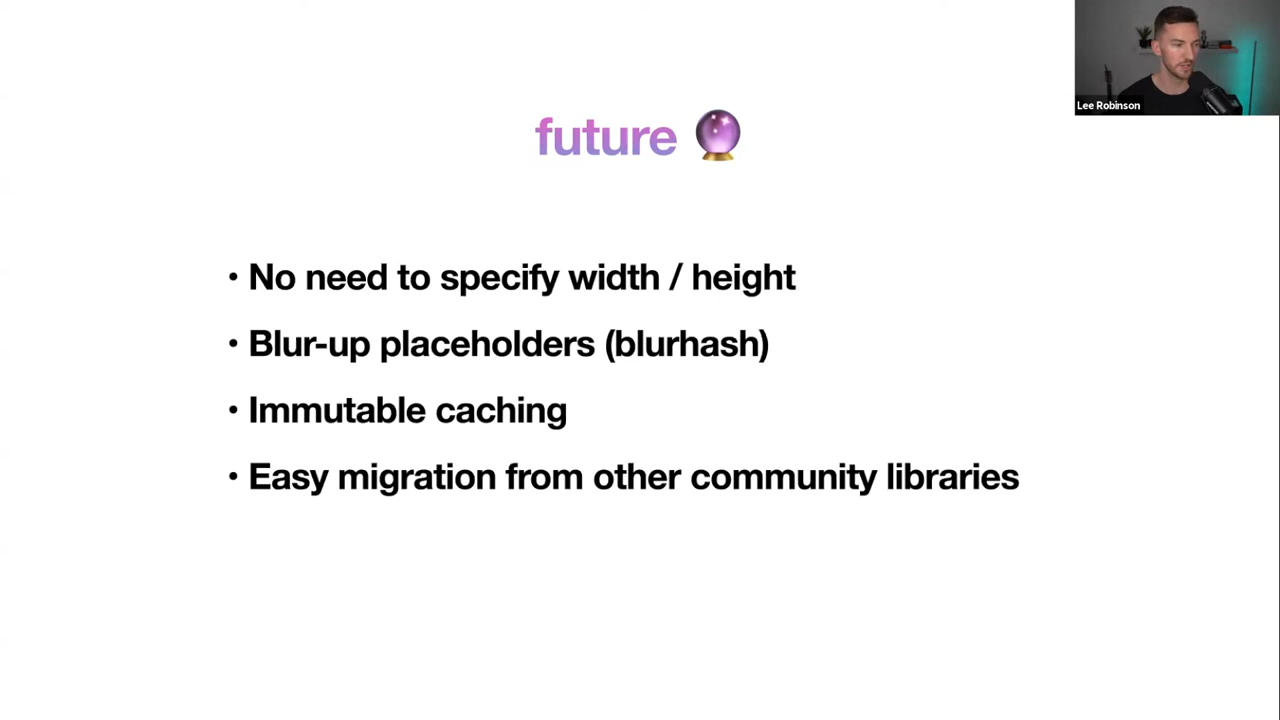 Lee Robinson
future 🔮
• No need to specify width / height
• Blur-up placeholders (blurhash)
• Immutable caching
• Easy migration from other community libraries